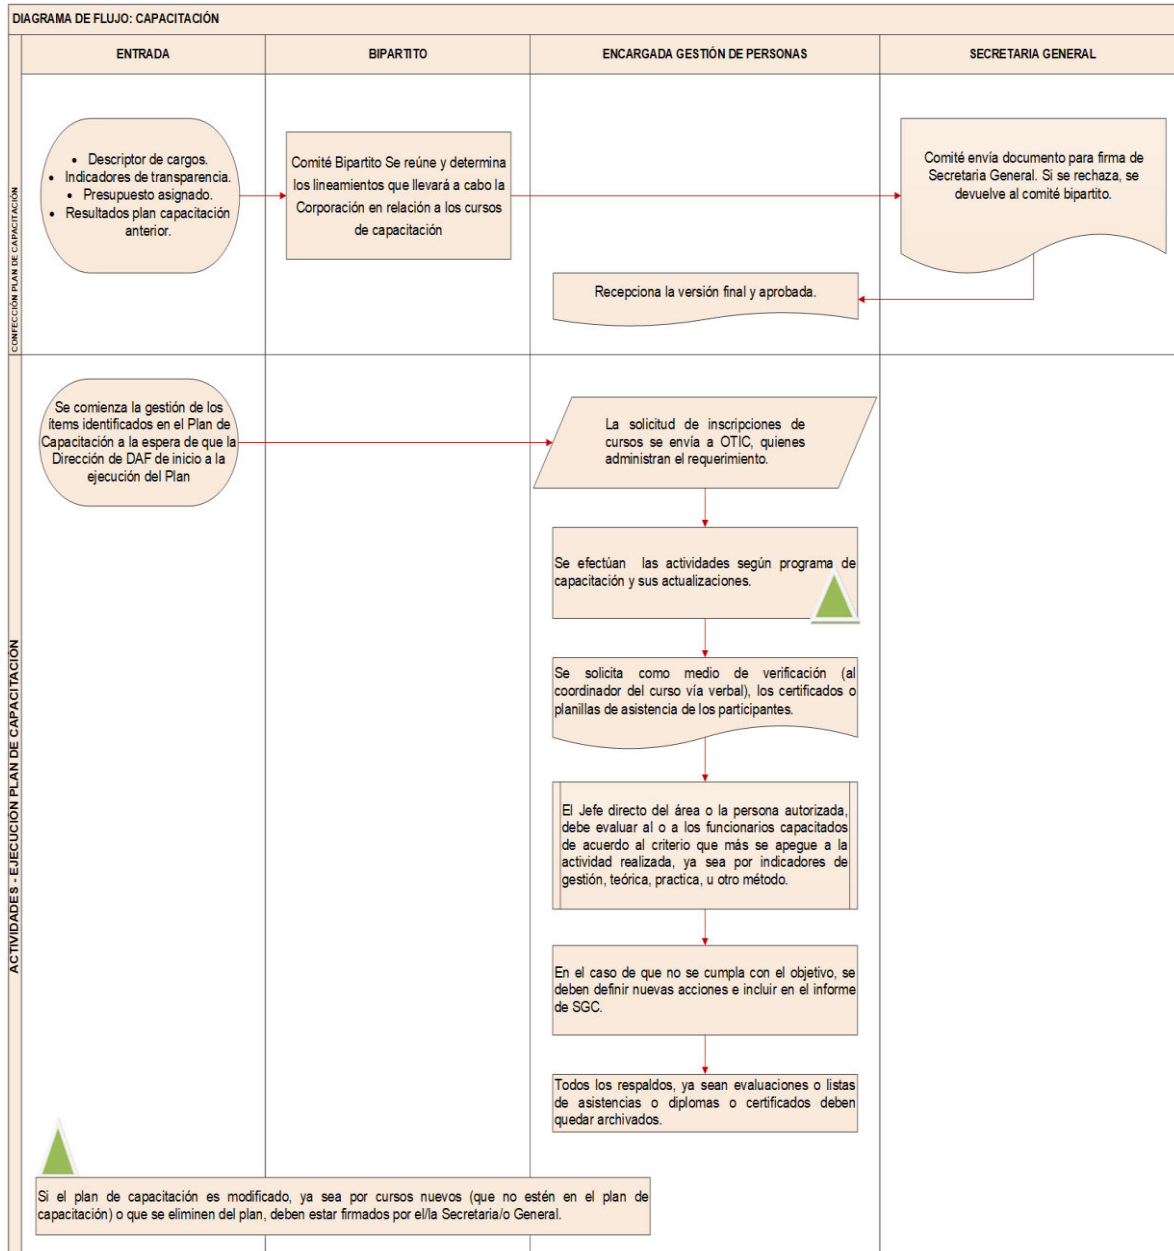 DIAGRAMA DE FLUJO: CAPACITACIÓN
ENTRADA
BIPARTITO
ENCARGADA GESTIÓN DE PERSONAS
SECRETARIA GENERAL
CONFECCIÓN PLAN DE CAPACITACIÓN
• Descriptor de cargos.
• Indicadores de transparencia.
• Presupuesto asignado.
• Resultados plan capacitación
anterior.
Comité Bipartito Se reúne y determina
los lineamientos que llevará a cabo la
Corporación en relación a los cursos
de capacitación
Comité envía documento para firma de
Secretaria General. Si se rechaza, se
devuelve al comité bipartito.
Recepciona la versión final y aprobada.
ACTIVIDADES - EJECUCIÓN PLAN DE CAPACITACION
Se comienza la gestión de los
ítems identificados en el Plan de
Capacitación a la espera de que la
Dirección de DAF de inicio a la
ejecución del Plan
La solicitud de inscripciones de
cursos se envía a OTIC, quienes
administran el requerimiento.
Se efectúan las actividades según programa de
capacitación y sus actualizaciones.
Se solicita como medio de verificación (al
coordinador del curso vía verbal), los certificados o
planillas de asistencia de los participantes.
El Jefe directo del área o la persona autorizada,
debe evaluar al o a los funcionarios capacitados
de acuerdo al criterio que más se apegue a la
actividad realizada, ya sea por indicadores de
gestión, teórica, practica, u otro método.
En el caso de que no se cumpla con el objetivo, se
deben definir nuevas acciones e incluir en el informe
de SGC.
Todos los respaldos, ya sean evaluaciones o listas
de asistencias o diplomas o certificados deben
quedar archivados.
Si el plan de capacitación es modificado, ya sea por cursos nuevos (que no estén en el plan de
capacitación) o que se eliminen del plan, deben estar firmados por el/la Secretaria/o General.